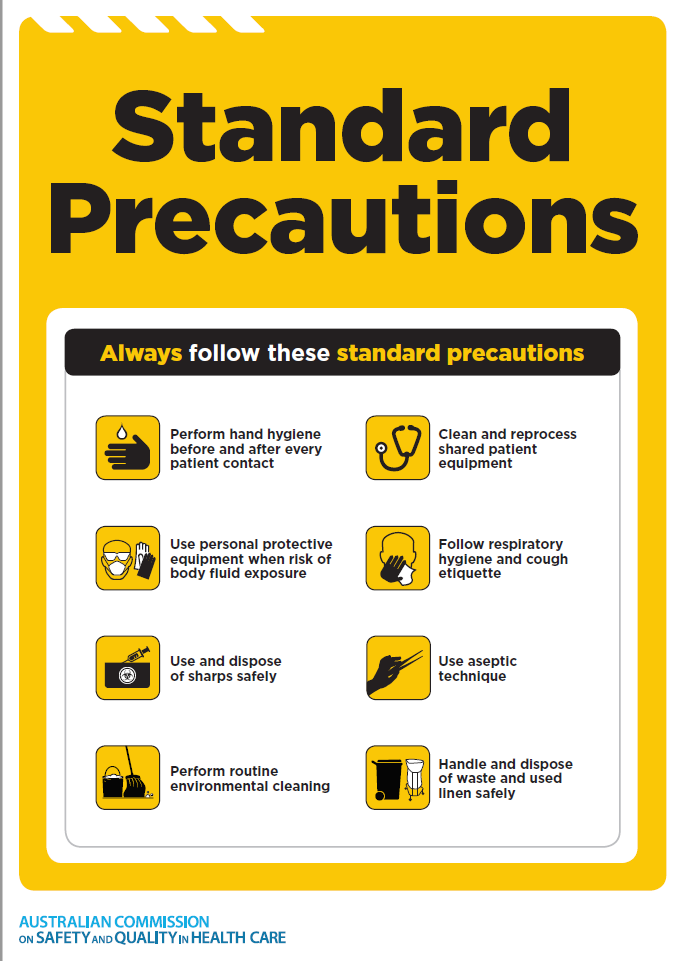 Standard
Precautions
Always follow these standard precautions
Perform hand hygiene
before and after every
patient contact
Clean and reprocess
shared patient
equipment
Use personal protective
equipment when risk of
body fluid exposure
Follow respiratory
hygiene and cough
etiquette
Use and dispose
of sharps safely
Use aseptic
technique
Perform routine
environmental cleaning
Handle and dispose
of waste and used
linen safely
AUSTRALIAN COMMISSION
ON SAFETY AND QUALITY IN HEALTH CARE